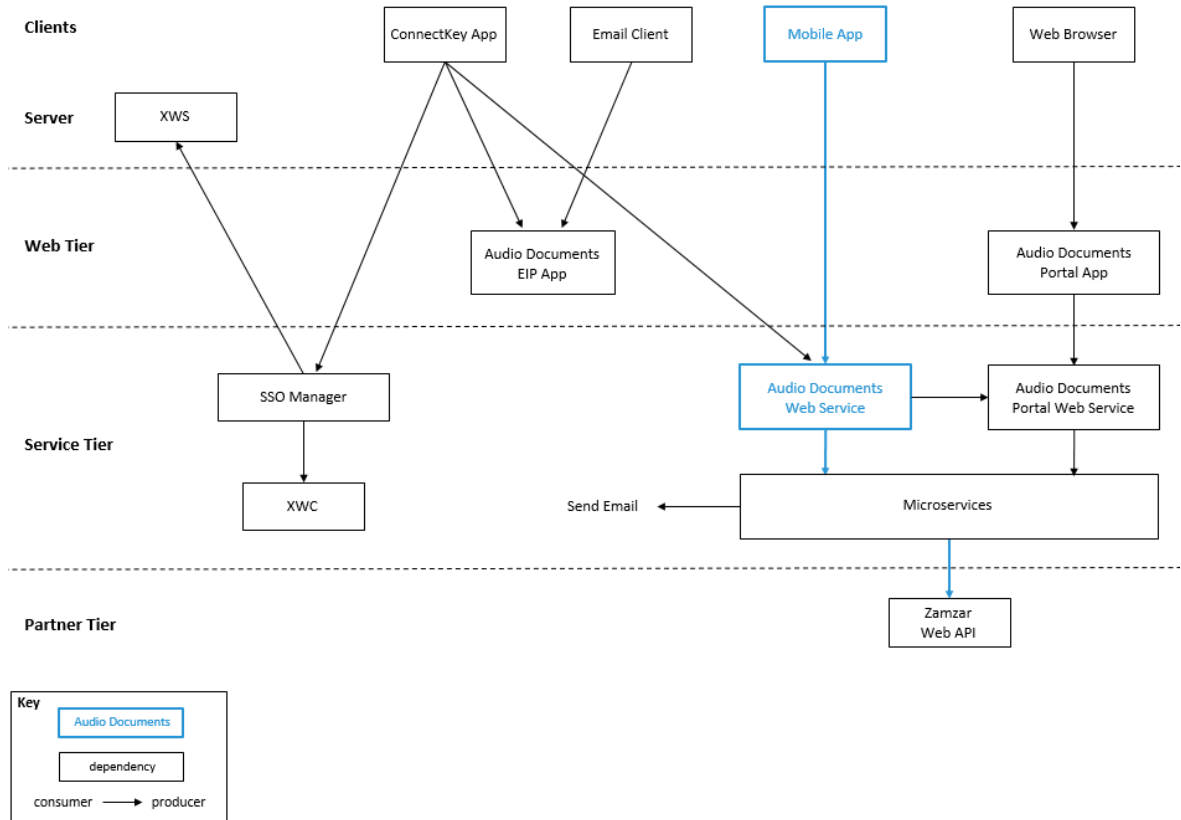 Clients
ConnectKey App
Email Client
Mobile App
Web Browser
Server
XWS
Web Tier
Audio Documents
EIP App
Audio Documents
Portal App
SSO Manager
Audio Documents
Web Service
Audio Documents
Portal Web Service
Service Tier
XWC
Send Email
Microservices
Partner Tier
Zamzar
Web API
Key
Audio Documents
dependency
consumer
producer